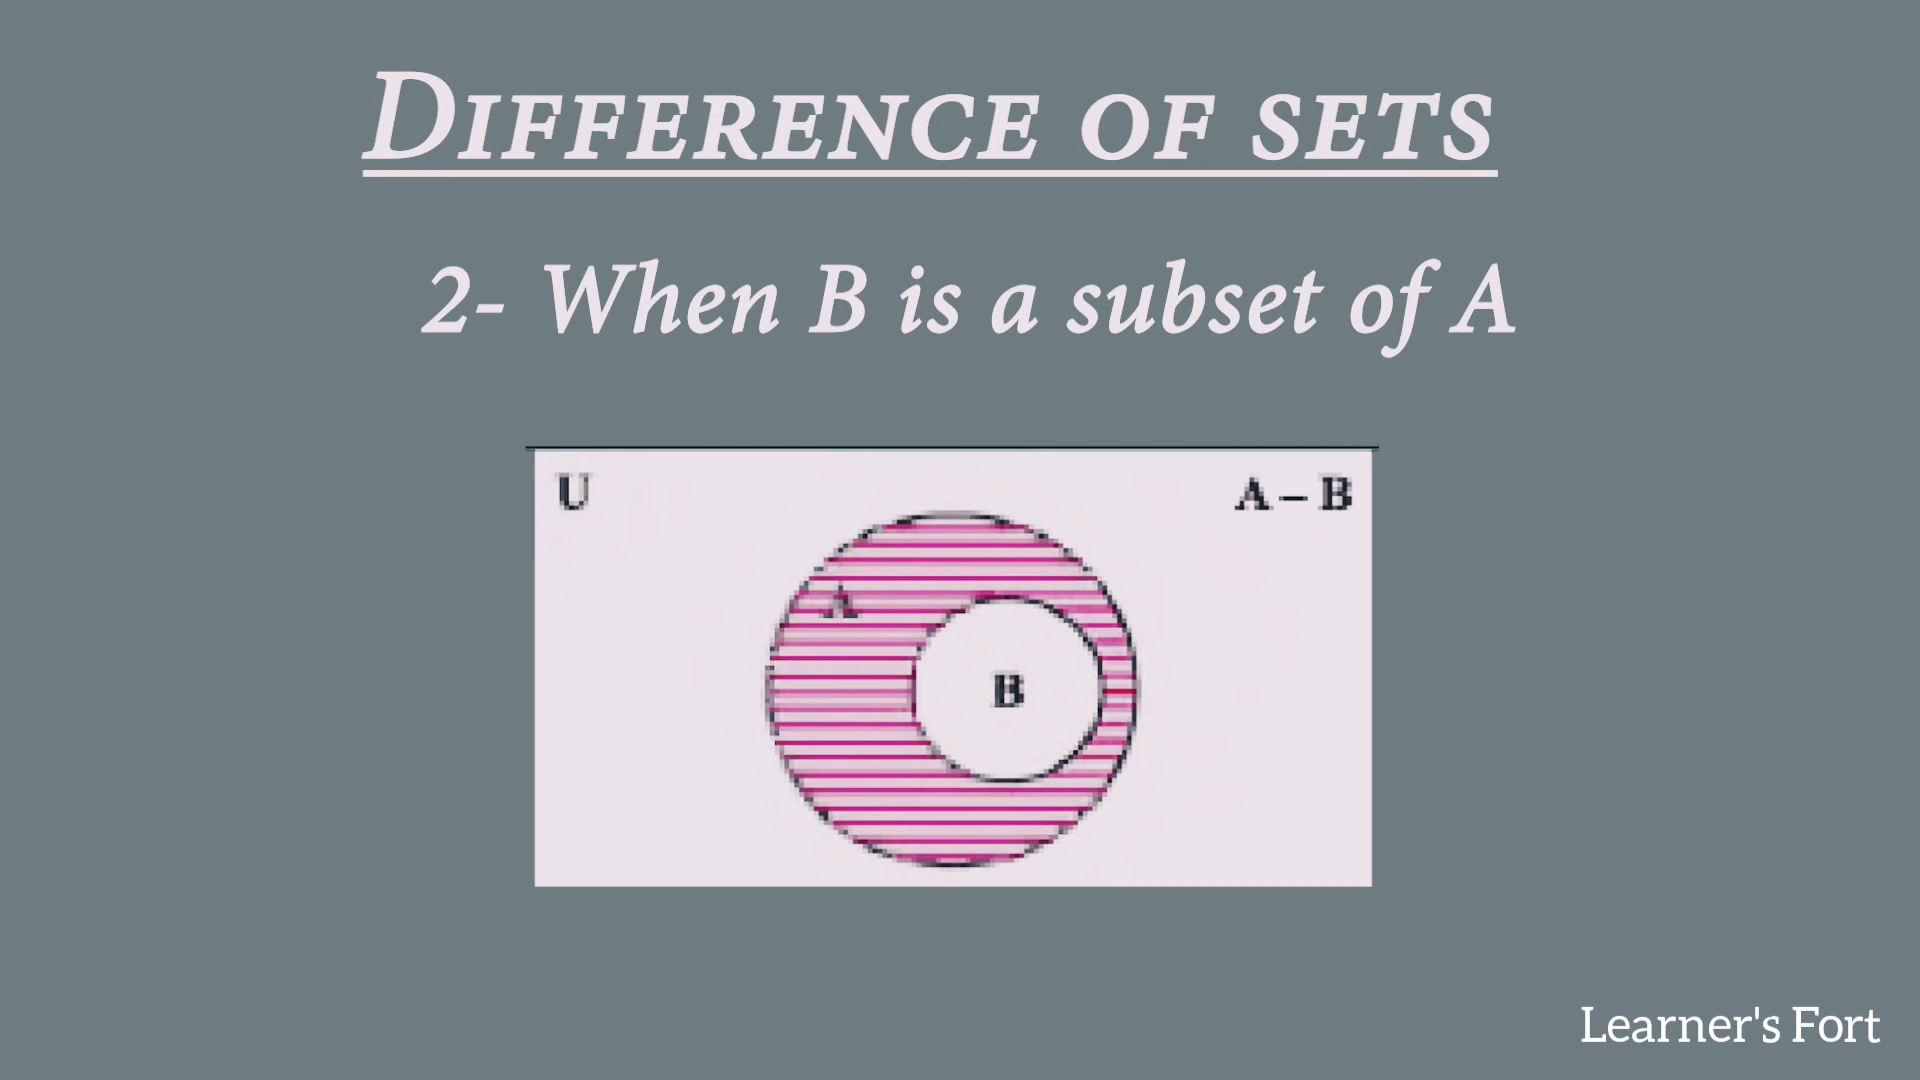 Difference of sets
2- When B is a subset of A
U
A – B
A
B
Learner's Fort